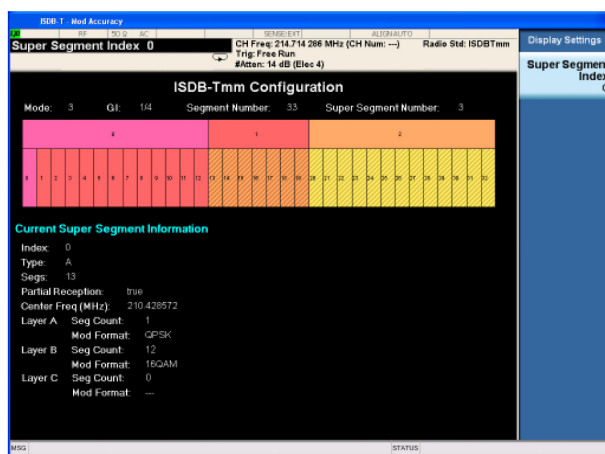 ISDB-T - Mod Accuracy
RF 50 Ω AC SENSE:EXT ALIGNAUTO
Super Segment Index 0
CH Freq: 214.714 286 MHz (CH Num: ---) Radio Std: ISDBTmm
Trig: Free Run
#Atten: 14 dB (Elec 4)
Display Settings
Super Segment
Index
0
ISDB-Tmm Configuration
Mode: 3 GI: 1/4 Segment Number: 33 Super Segment Number: 3
0 1 2
0 1 2 3 4 5 6 7 8 9 10 11 12 13 14 15 16 17 18 19 20 21 22 23 24 25 26 27 28 29 30 31 32
Current Super Segment Information
Index: 0
Type: A
Segs: 13
Partial Reception: true
Center Freq (MHz): 210.428572
Layer A Seg Count: 1
Mod Format: QPSK
Layer B Seg Count: 12
Mod Format: 16QAM
Layer C Seg Count: 0
Mod Format: ---
MSG STATUS